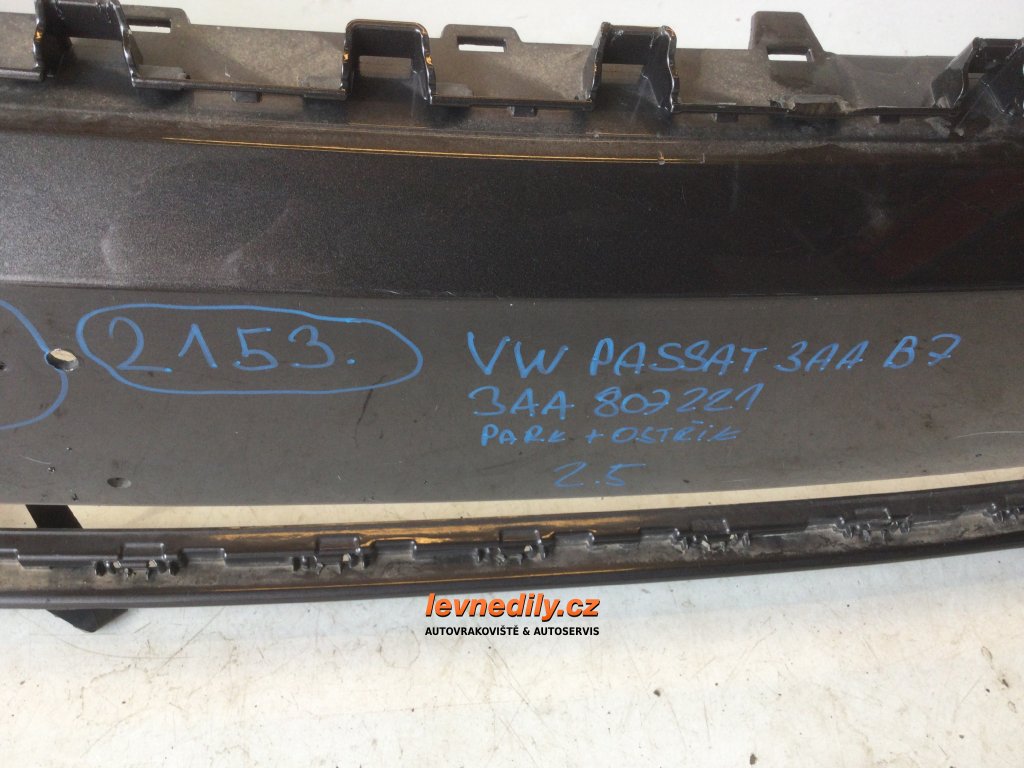 2153.
VW PASSAT 3AA B7
3AA 807221
PARK + OSTŘIK
2.5
levnedily.cz
AUTOVRAKOVIŠTĚ & AUTOSERVIS